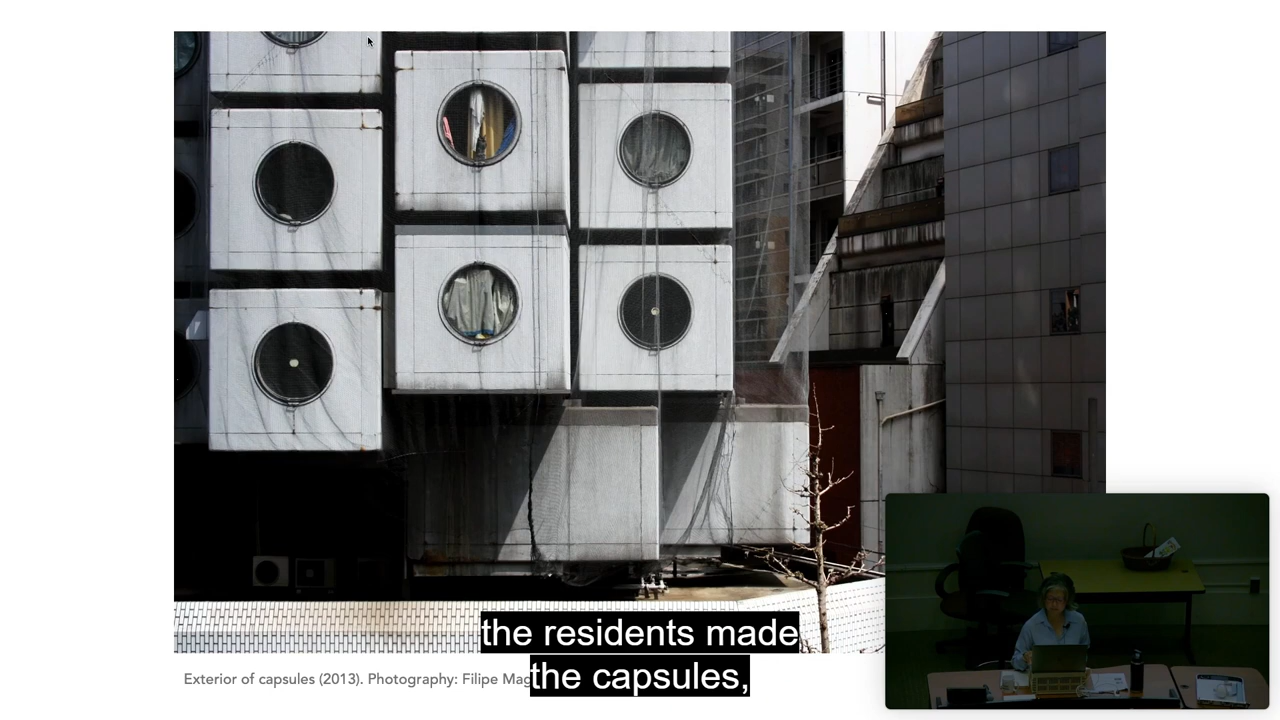 the residents made
Exterior of capsules (2013). Photography: Filipe Mag
the capsules,